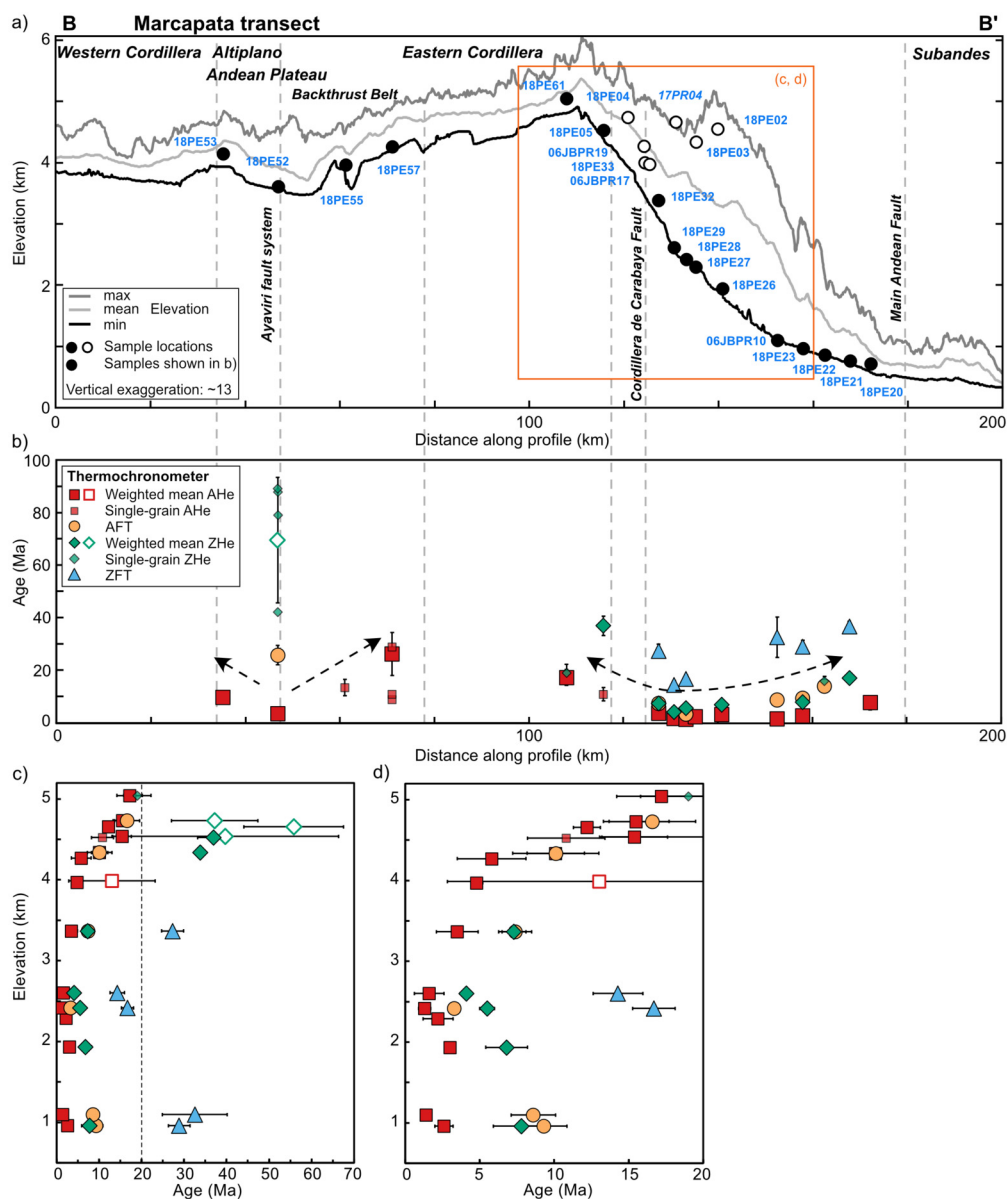 a)
B
Marcapata transect
B'
Western Cordillera
Altiplano
Eastern Cordillera
Subandes
Andean Plateau
Backthrust Belt
(c, d)
18PE61
18PE04
17PR04
18PE02
18PE53
18PE52
18PE05
18PE03
06JBPR19
18PE57
18PE33
06JBPR17
18PE55
18PE32
18PE29
18PE28
18PE27
18PE26
06JBPR10
18PE23
18PE22
18PE21
18PE20
Ayaviri fault system
Cordillera de Carabaya Fault
Main Andean Fault
Elevation (km)
6
4
2
0
max
mean Elevation
min
Sample locations
Samples shown in b)
Vertical exaggeration: ~13
0
100
200
Distance along profile (km)
b)
Age (Ma)
100
80
60
40
20
0
Thermochronometer
Weighted mean AHe
Single-grain AHe
AFT
Weighted mean ZHe
Single-grain ZHe
ZFT
0
100
200
Distance along profile (km)
c)
Elevation (km)
5
4
3
2
1
0
10
20
30
40
50
60
70
Age (Ma)
d)
5
4
3
2
1
0
5
10
15
20
Age (Ma)